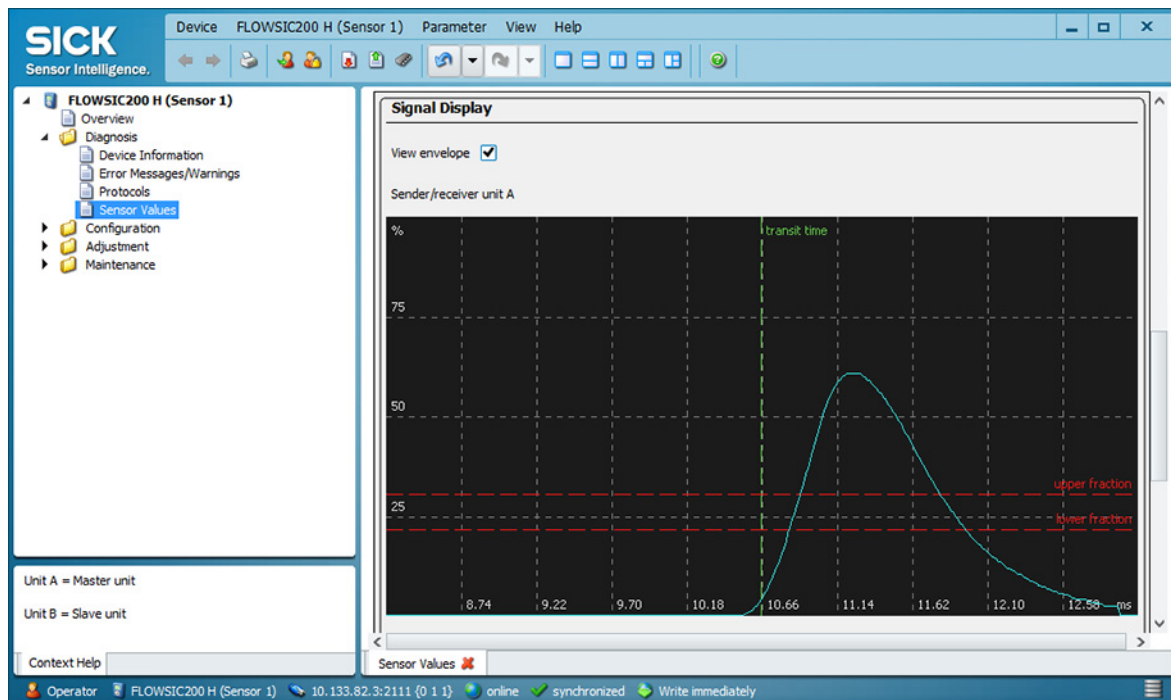 SICK
Sensor Intelligence.
Device FLOWSIC200 H (Sensor 1) Parameter View Help
FLOWSIC200 H (Sensor 1)
Overview
Diagnosis
Device Information
Error Messages/Warnings
Protocols
Sensor Values
Configuration
Adjustment
Maintenance
Unit A = Master unit
Unit B = Slave unit
Context Help
Signal Display
View envelope
Sender/receiver unit A
%
transit time
75
50
upper fraction
25
lower fraction
8.74 9.22 9.70 10.18 10.66 11.14 11.62 12.10 12.58 ms
Sensor Values
Operator FLOWSIC200 H (Sensor 1) 10.133.82.3:2111 {0 1 1} online synchronized Write immediately